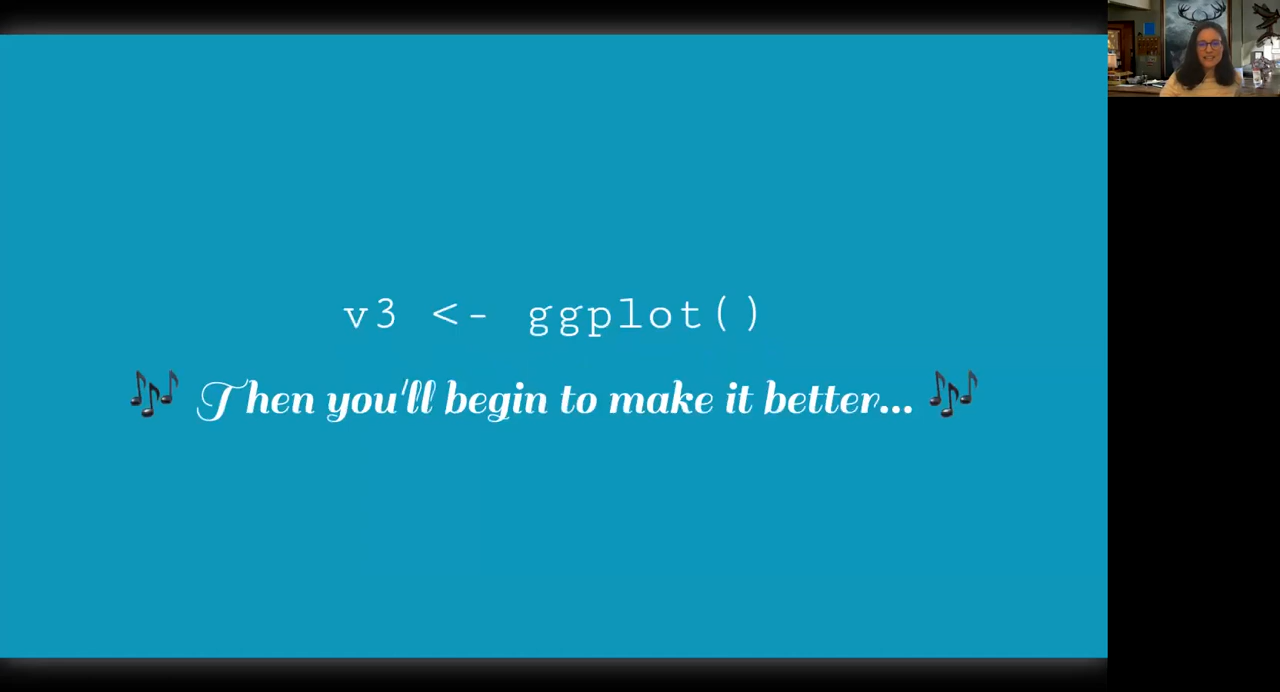 v3 <- ggplot()
🎶 Then you'll begin to make it better... 🎶